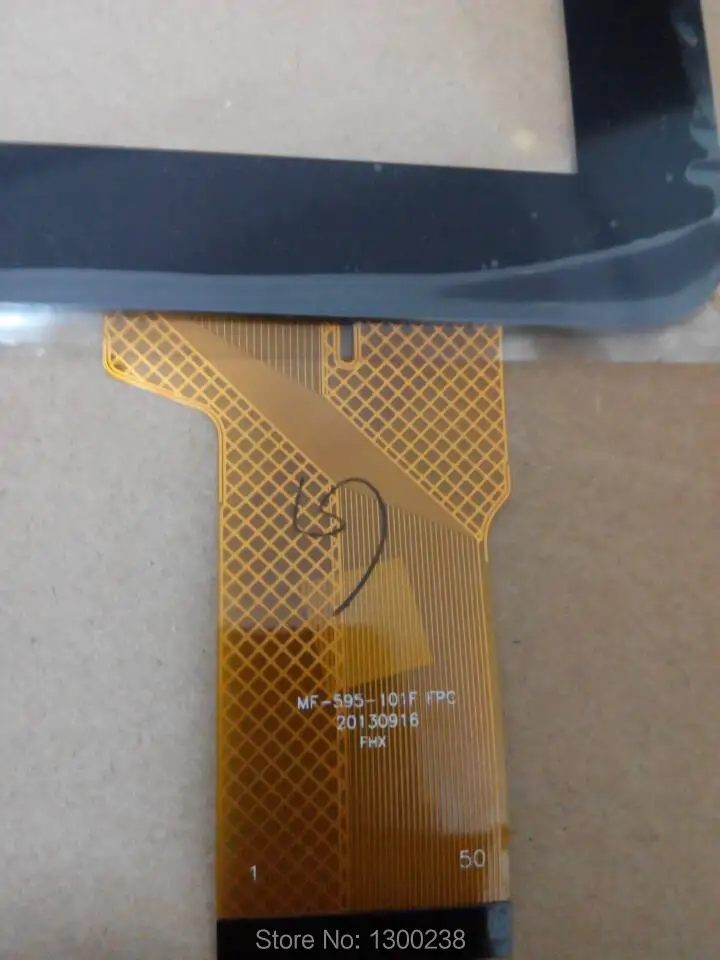 MF-595-101F FPC
20130916
FHX
1 50
Store No: 1300238